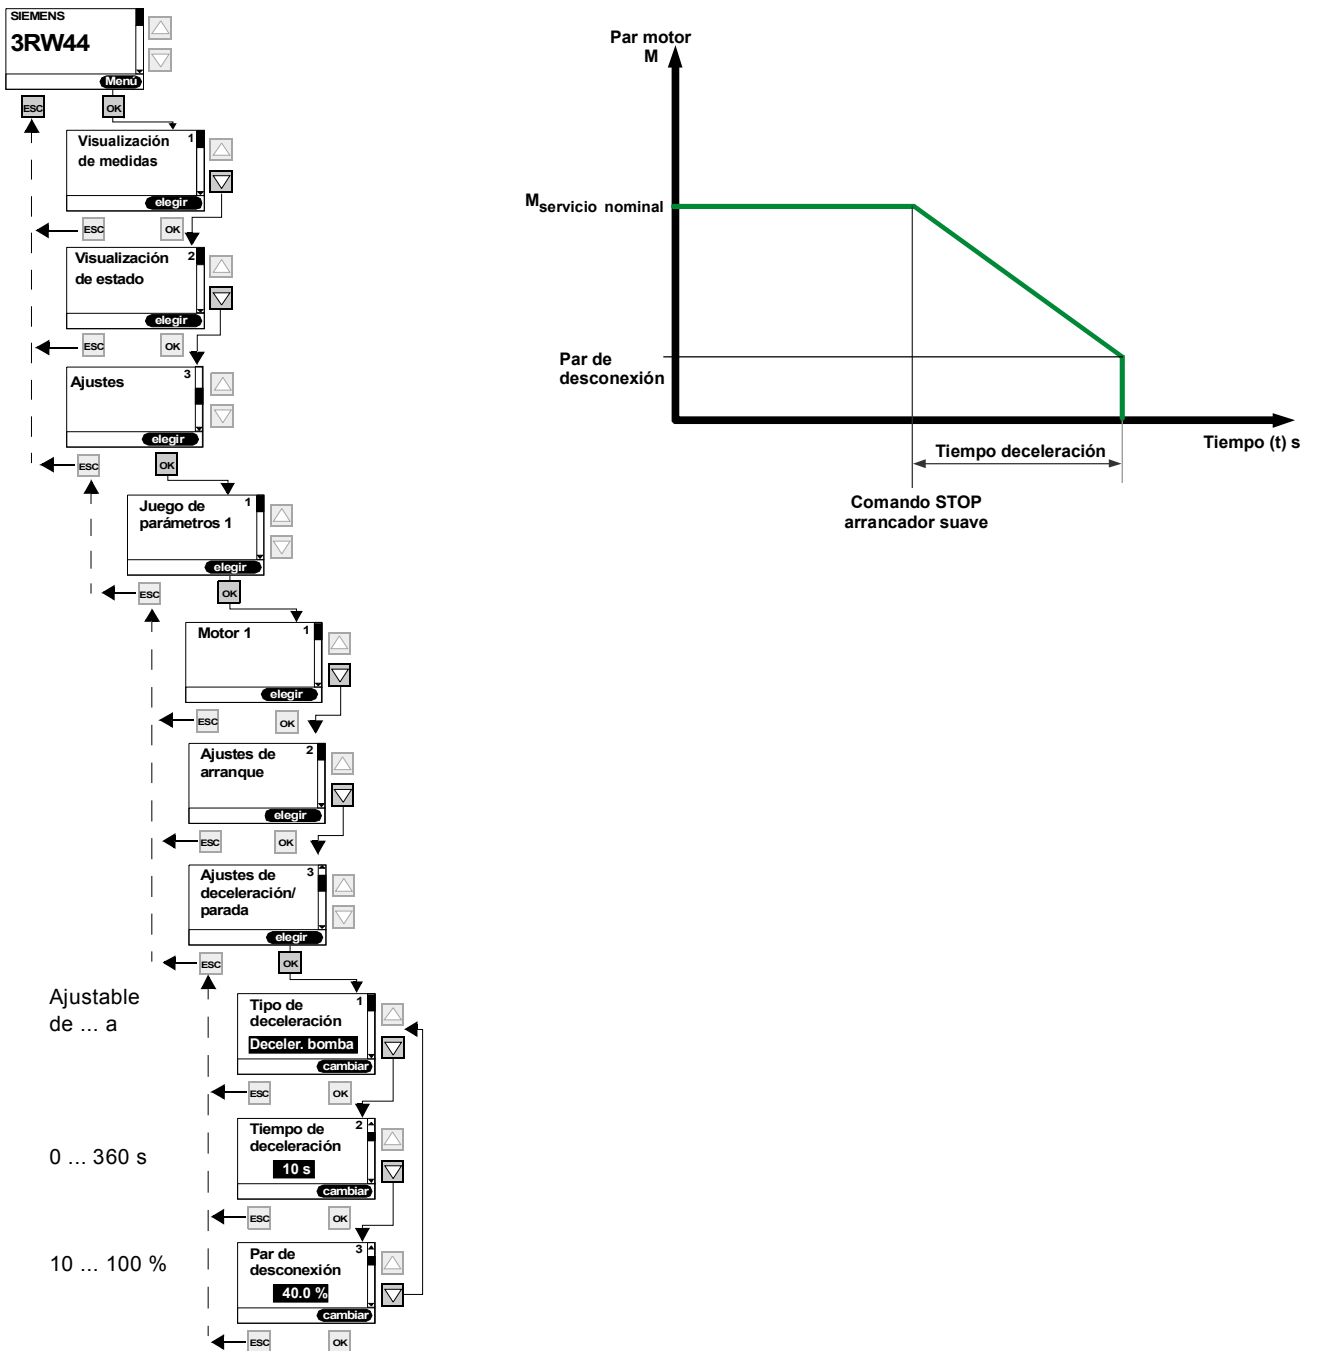 SIEMENS
3RW44
Menú
ESC
OK
Visualización 1
de medidas
elegir
ESC
OK
Visualización 2
de estado
elegir
ESC
OK
Ajustes 3
elegir
ESC
OK
Juego de 1
parámetros 1
elegir
ESC
OK
Motor 1 1
elegir
ESC
OK
Ajustes de 2
arranque
elegir
ESC
OK
Ajustes de 3
deceleración/
parada
elegir
ESC
OK
Ajustable
de ... a
Tipo de 1
deceleración
Deceler. bomba
cambiar
ESC
OK
0 ... 360 s
Tiempo de 2
deceleración
10 s
cambiar
ESC
OK
10 ... 100 %
Par de 3
desconexión
40.0 %
cambiar
ESC
OK
Par motor
M
Mservicio nominal
Par de
desconexión
Tiempo (t) s
Tiempo deceleración
Comando STOP
arrancador suave